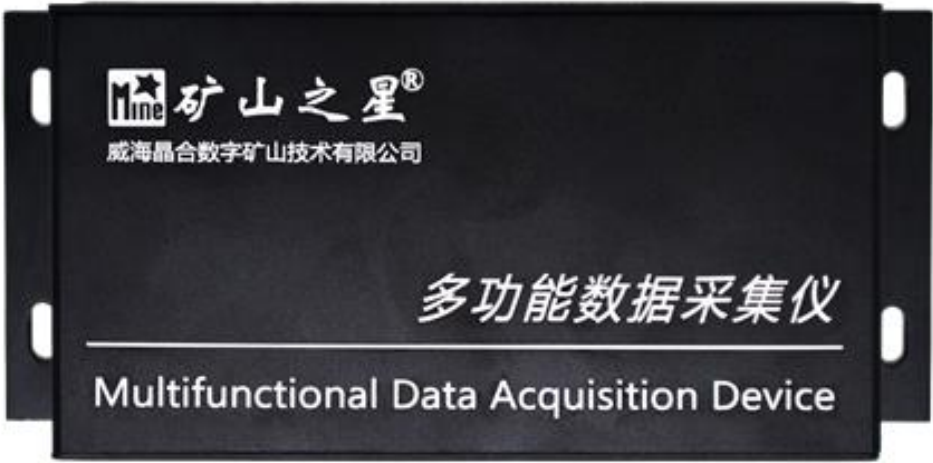 Mine 矿山之星®
威海晶合数字矿山技术有限公司
多功能数据采集仪
Multifunctional Data Acquisition Device